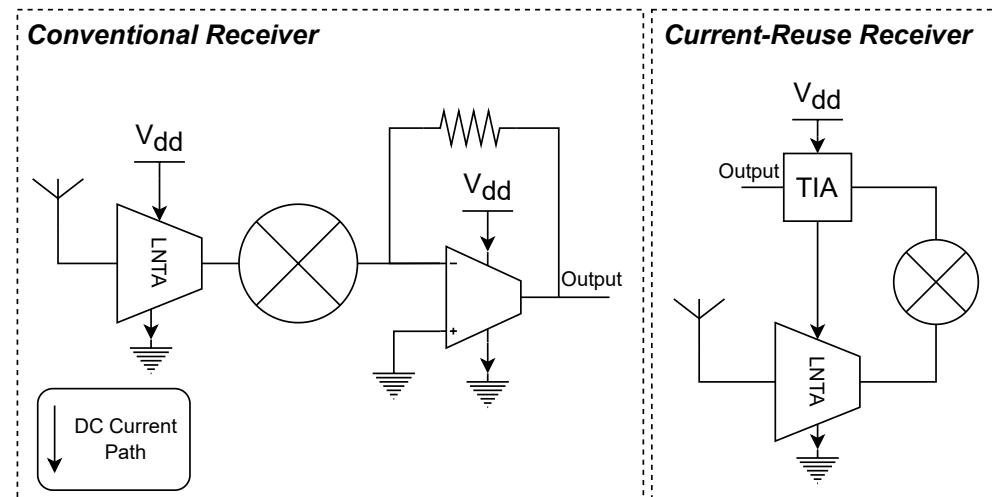 Conventional Receiver
Vdd
LNTA
Vdd
−
+
Output
DC Current
Path
Current-Reuse Receiver
Vdd
Output
TIA
LNTA